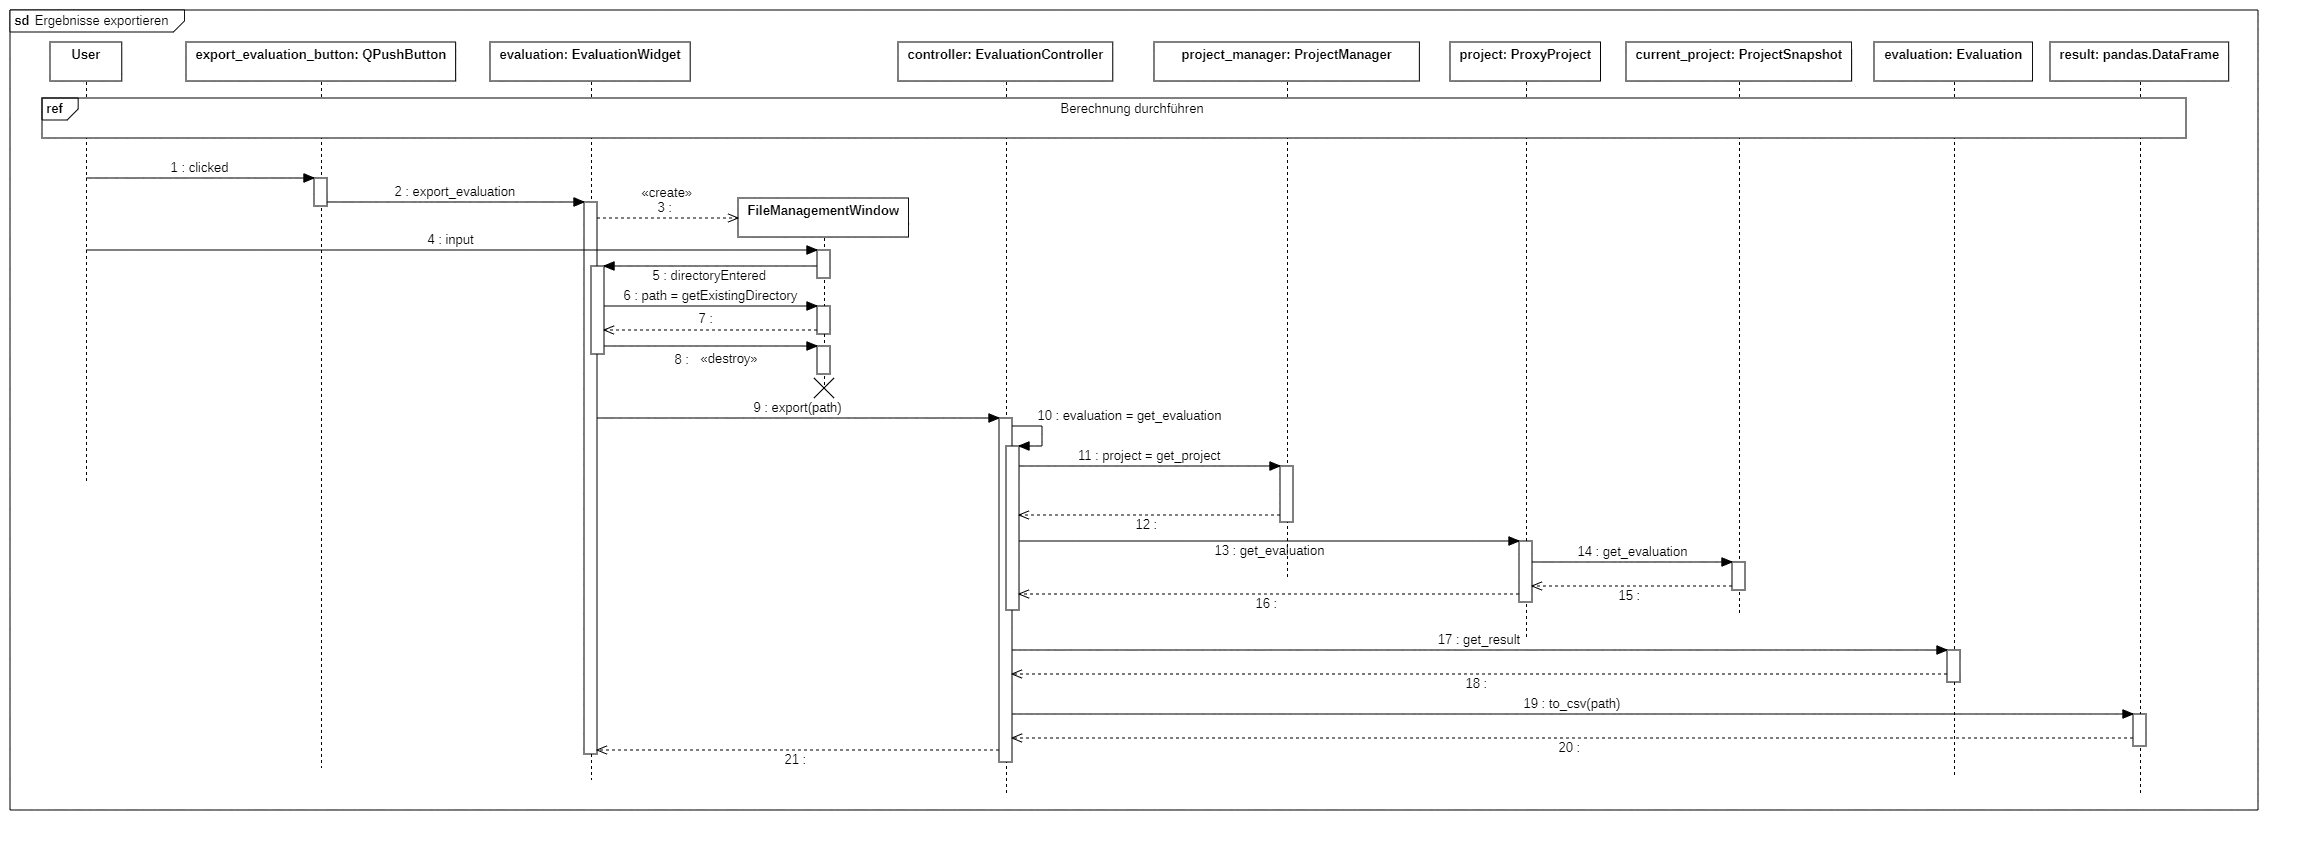 sd Ergebnisse exportieren
User
export_evaluation_button: QPushButton
evaluation: EvaluationWidget
controller: EvaluationController
project_manager: ProjectManager
project: ProxyProject
current_project: ProjectSnapshot
evaluation: Evaluation
result: pandas.DataFrame
ref
Berechnung durchführen
1 : clicked
2 : export_evaluation
«create»
3 :
FileManagementWindow
4 : input
5 : directoryEntered
6 : path = getExistingDirectory
7 :
8 : «destroy»
9 : export(path)
10 : evaluation = get_evaluation
11 : project = get_project
12 :
13 : get_evaluation
14 : get_evaluation
15 :
16 :
17 : get_result
18 :
19 : to_csv(path)
20 :
21 :